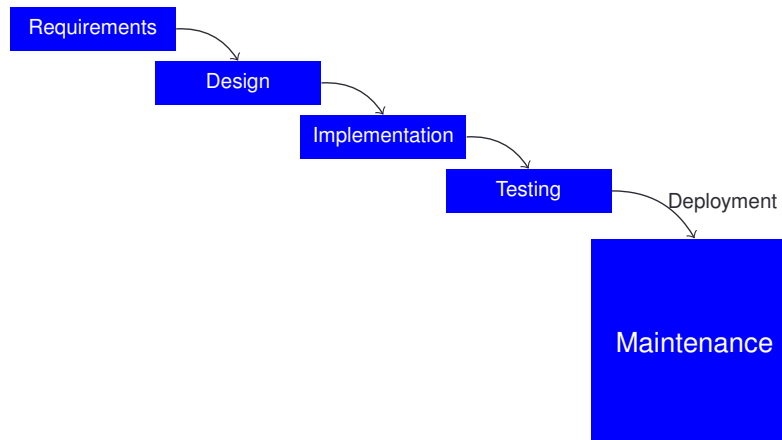 Requirements
Design
Implementation
Testing
Deployment
Maintenance